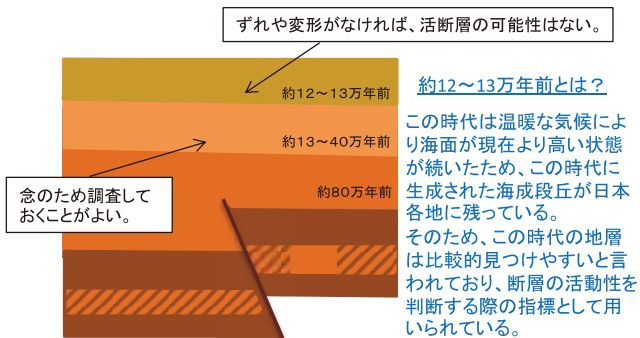 ずれや変形がなければ、活断層の可能性はない。
約12～13万年前
約13～40万年前
念のため調査して
おくことがよい。
約80万年前
約12～13万年前とは？
この時代は温暖な気候によ
り海面が現在より高い状態
が続いたため、この時代に
生成された海成段丘が日本
各地に残っている。
そのため、この時代の地層
は比較的見つけやすいと言
われており、断層の活動性を
判断する際の指標として用
いられている。